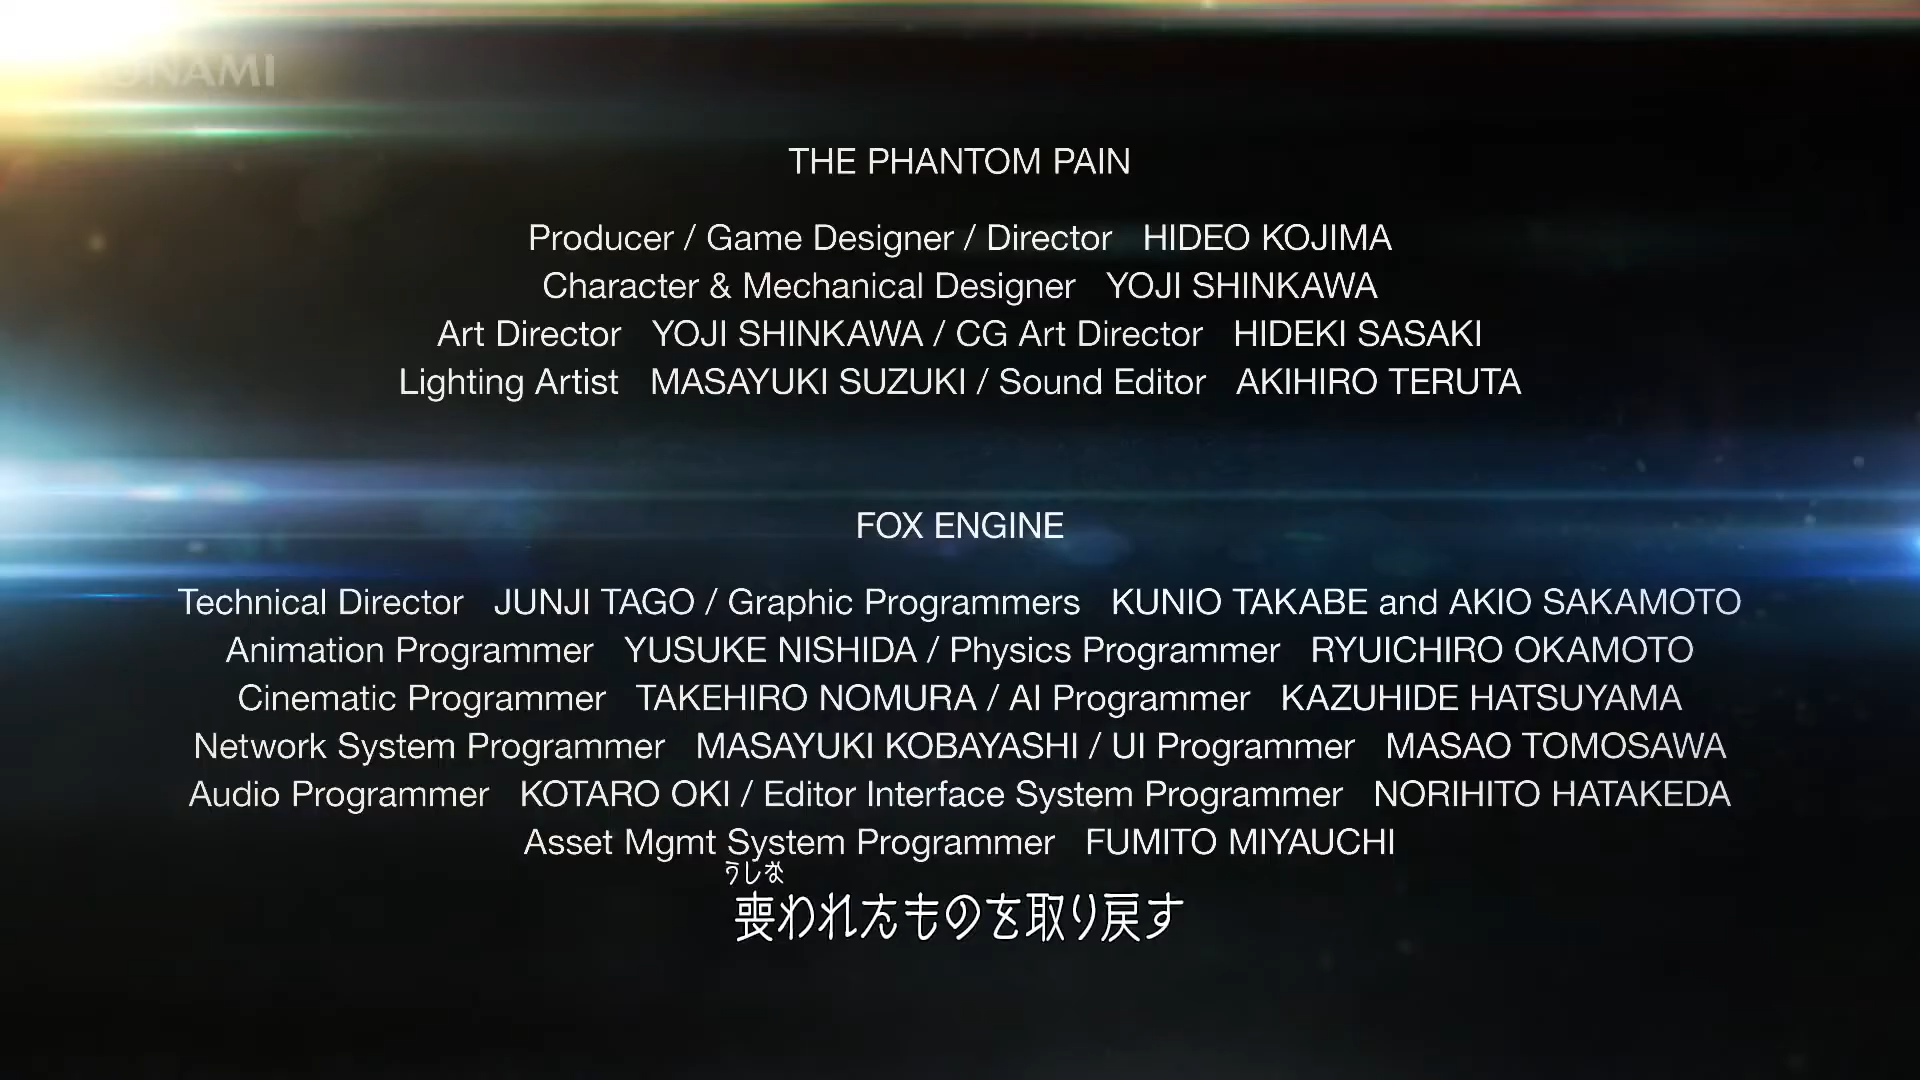 KONAMI
THE PHANTOM PAIN
Producer / Game Designer / Director HIDEO KOJIMA
Character & Mechanical Designer YOJI SHINKAWA
Art Director YOJI SHINKAWA / CG Art Director HIDEKI SASAKI
Lighting Artist MASAYUKI SUZUKI / Sound Editor AKIHIRO TERUTA
FOX ENGINE
Technical Director JUNJI TAGO / Graphic Programmers KUNIO TAKABE and AKIO SAKAMOTO
Animation Programmer YUSUKE NISHIDA / Physics Programmer RYUICHIRO OKAMOTO
Cinematic Programmer TAKEHIRO NOMURA / AI Programmer KAZUHIDE HATSUYAMA
Network System Programmer MASAYUKI KOBAYASHI / UI Programmer MASAO TOMOSAWA
Audio Programmer KOTARO OKI / Editor Interface System Programmer NORIHITO HATAKEDA
Asset Mgmt System Programmer FUMITO MIYAUCHI
うしな
喪われたものを取り戻す